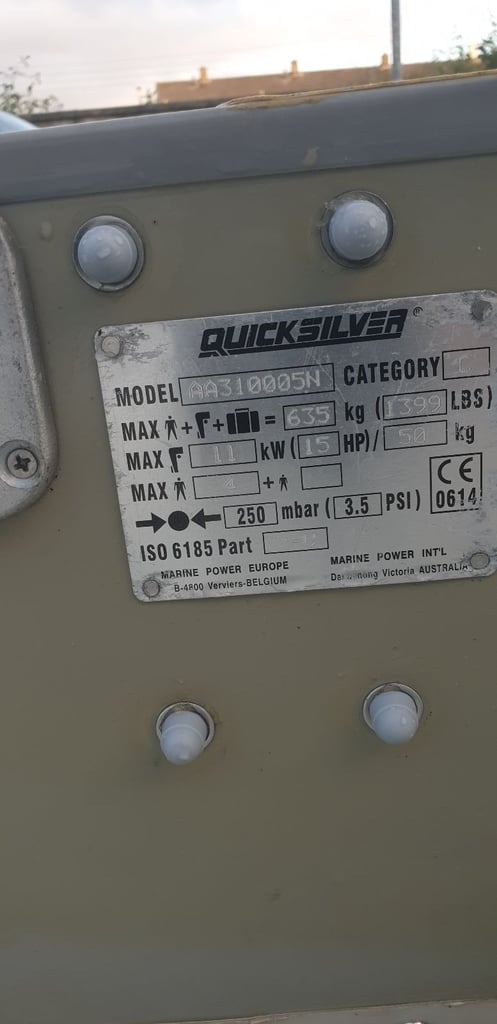 QUICKSILVER®
MODEL AA310005N CATEGORY C
MAX + + = 635 kg (1399 LBS)
MAX 11 kW (15 HP)/ 50 kg
MAX 4 +
250 mbar (3.5 PSI) CE 0614
ISO 6185 Part
MARINE POWER EUROPE MARINE POWER INT'L
B-4800 Verviers-BELGIUM Victoria AUSTRALIA